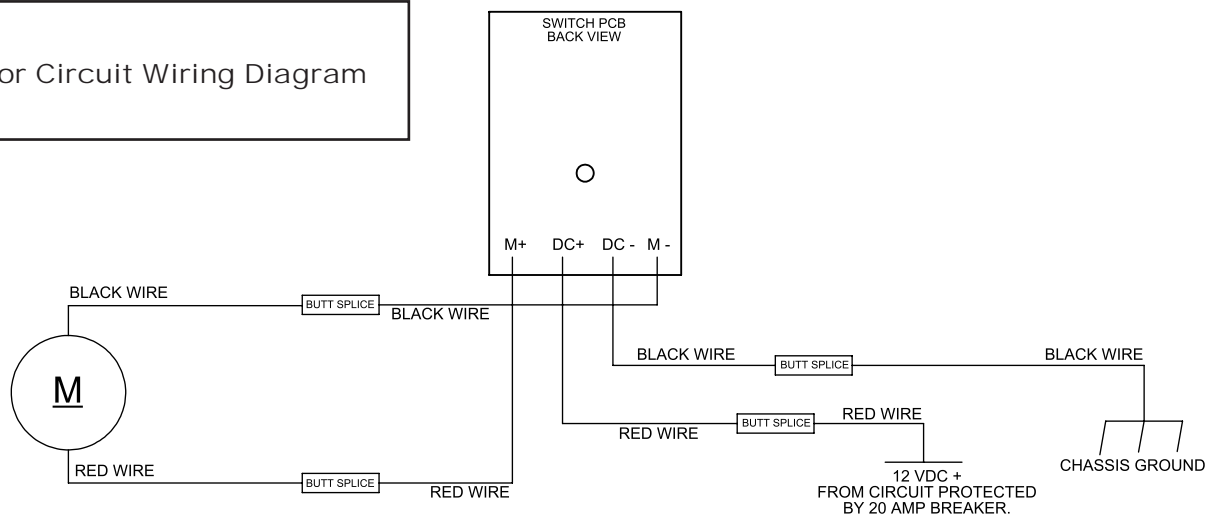 or Circuit Wiring Diagram
SWITCH PCB
BACK VIEW
M+ DC+ DC - M -
BLACK WIRE
BUTT SPLICE
BLACK WIRE
BLACK WIRE
BUTT SPLICE
BLACK WIRE
M
RED WIRE
BUTT SPLICE
RED WIRE
CHASSIS GROUND
RED WIRE
BUTT SPLICE
RED WIRE
12 VDC +
FROM CIRCUIT PROTECTED
BY 20 AMP BREAKER.